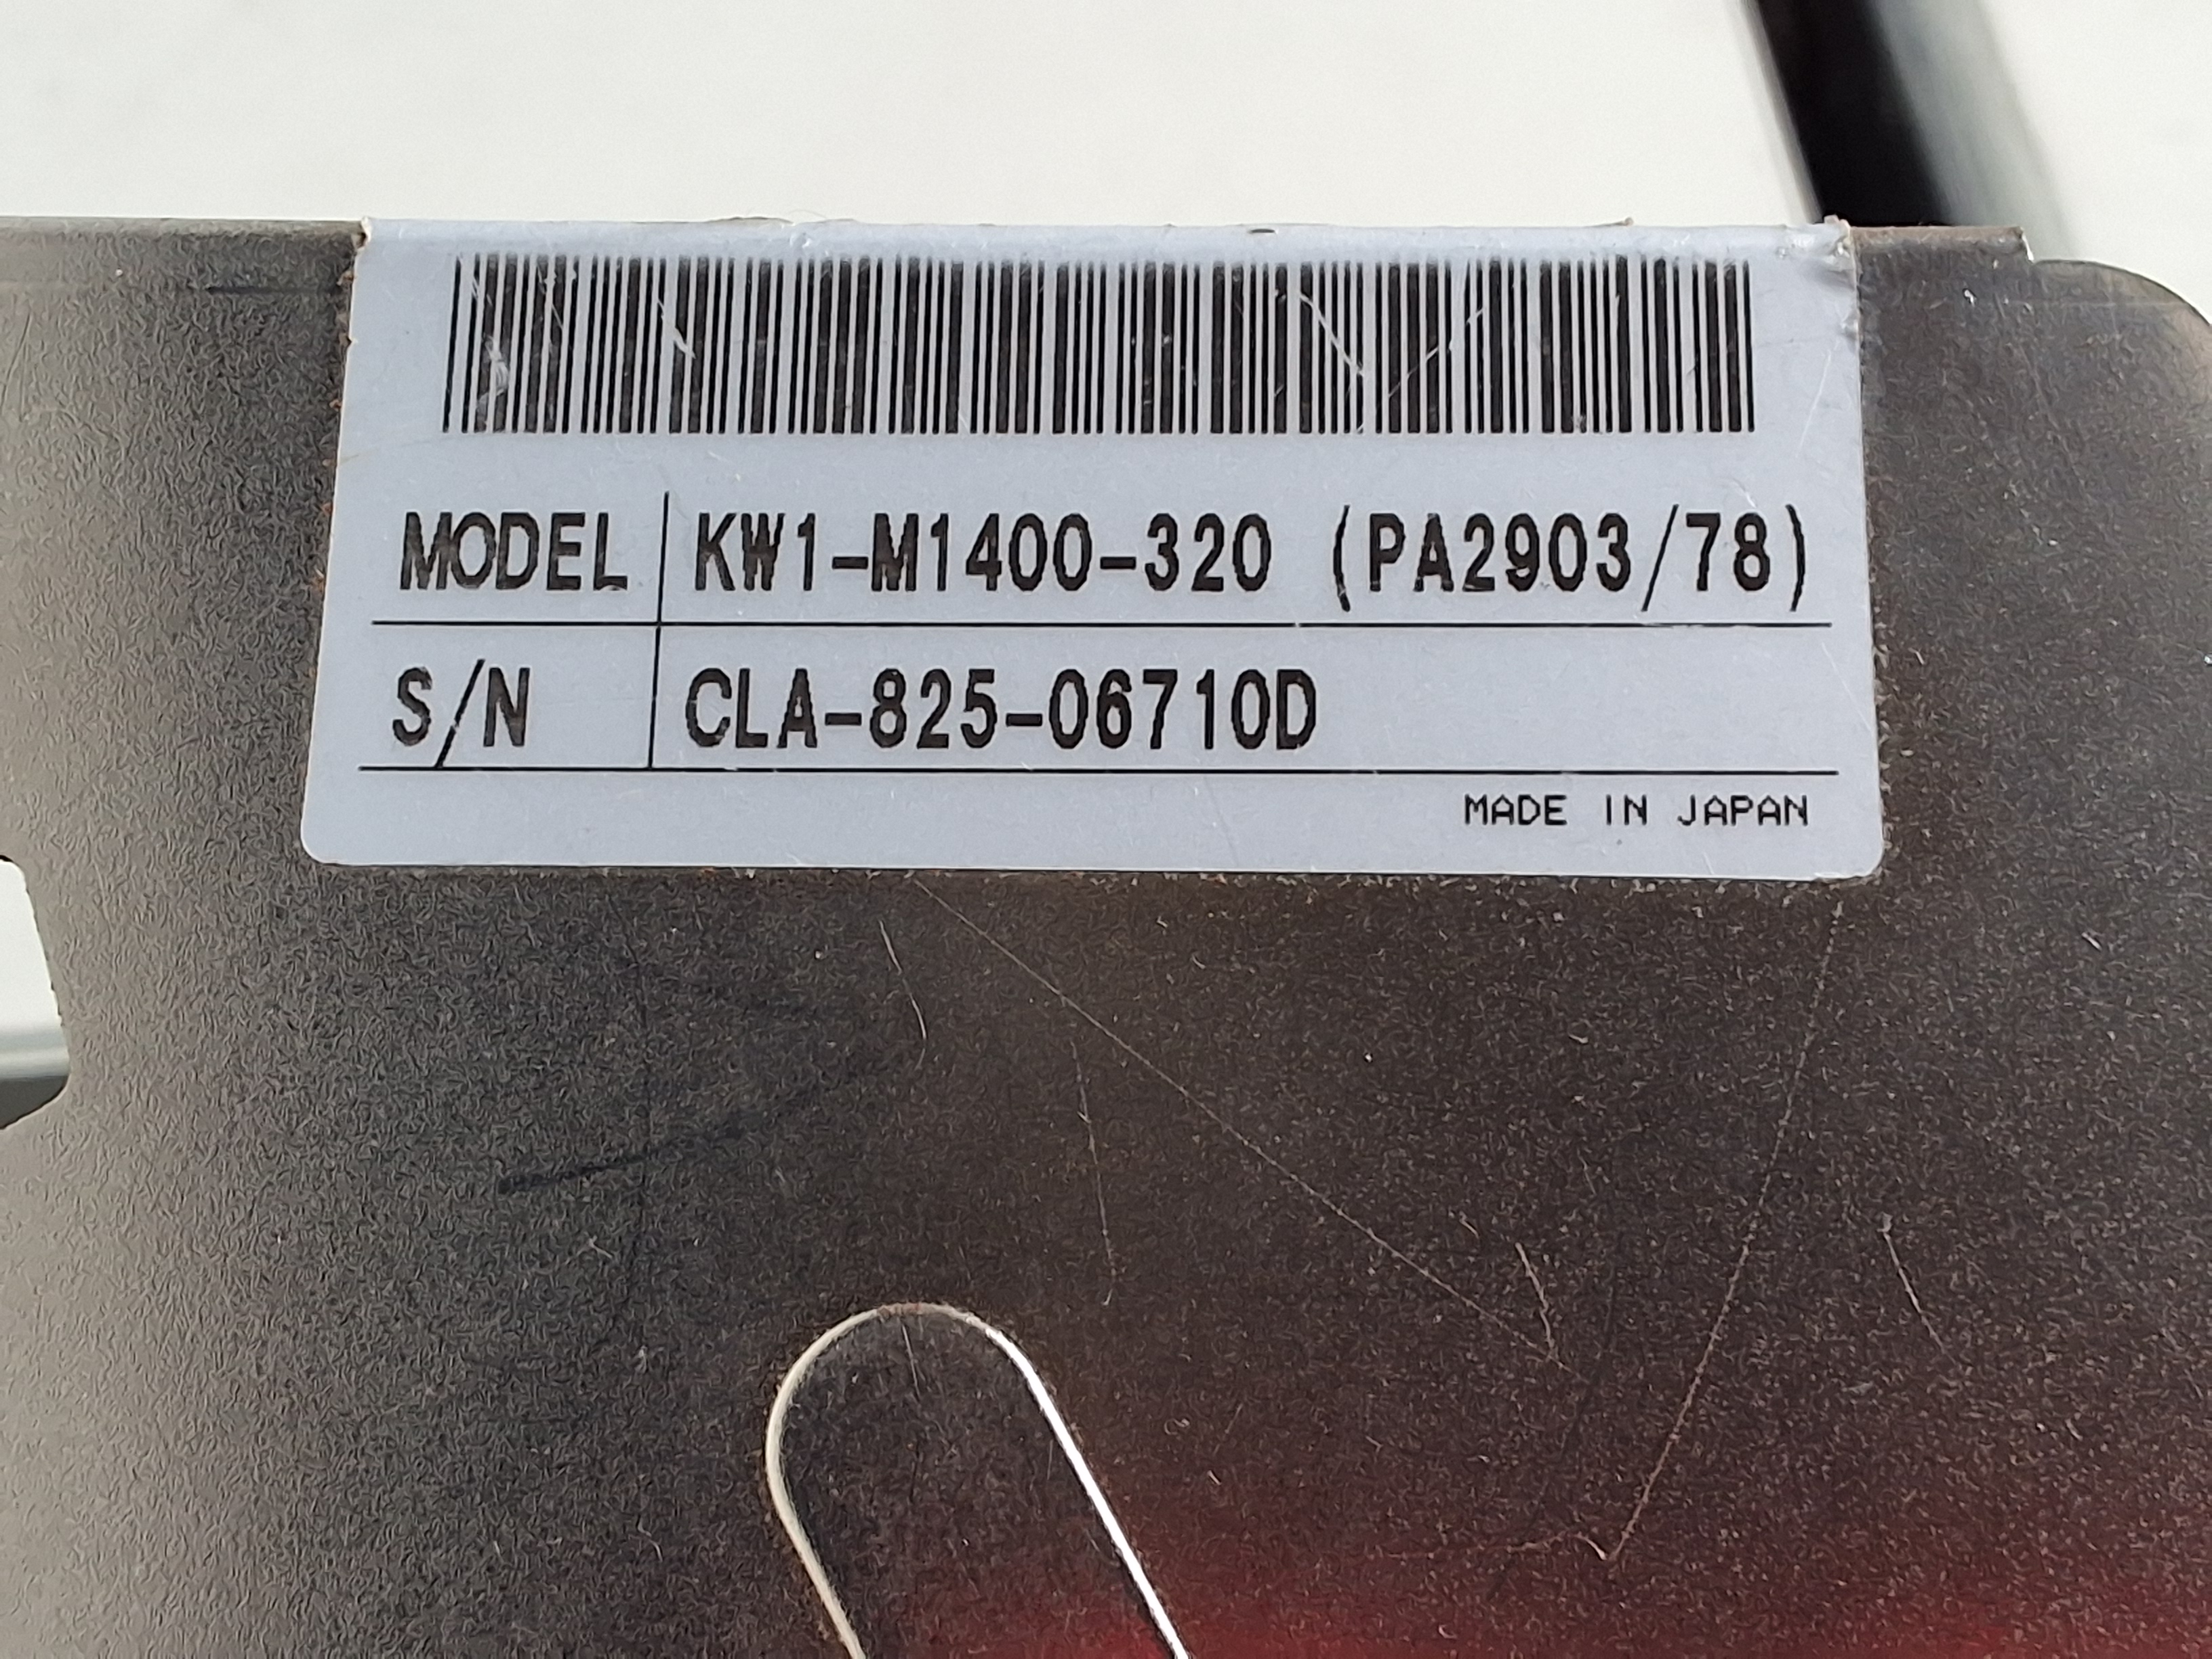 MODEL KW1-M1400-320 (PA2903/78)
S/N CLA-825-06710D
MADE IN JAPAN